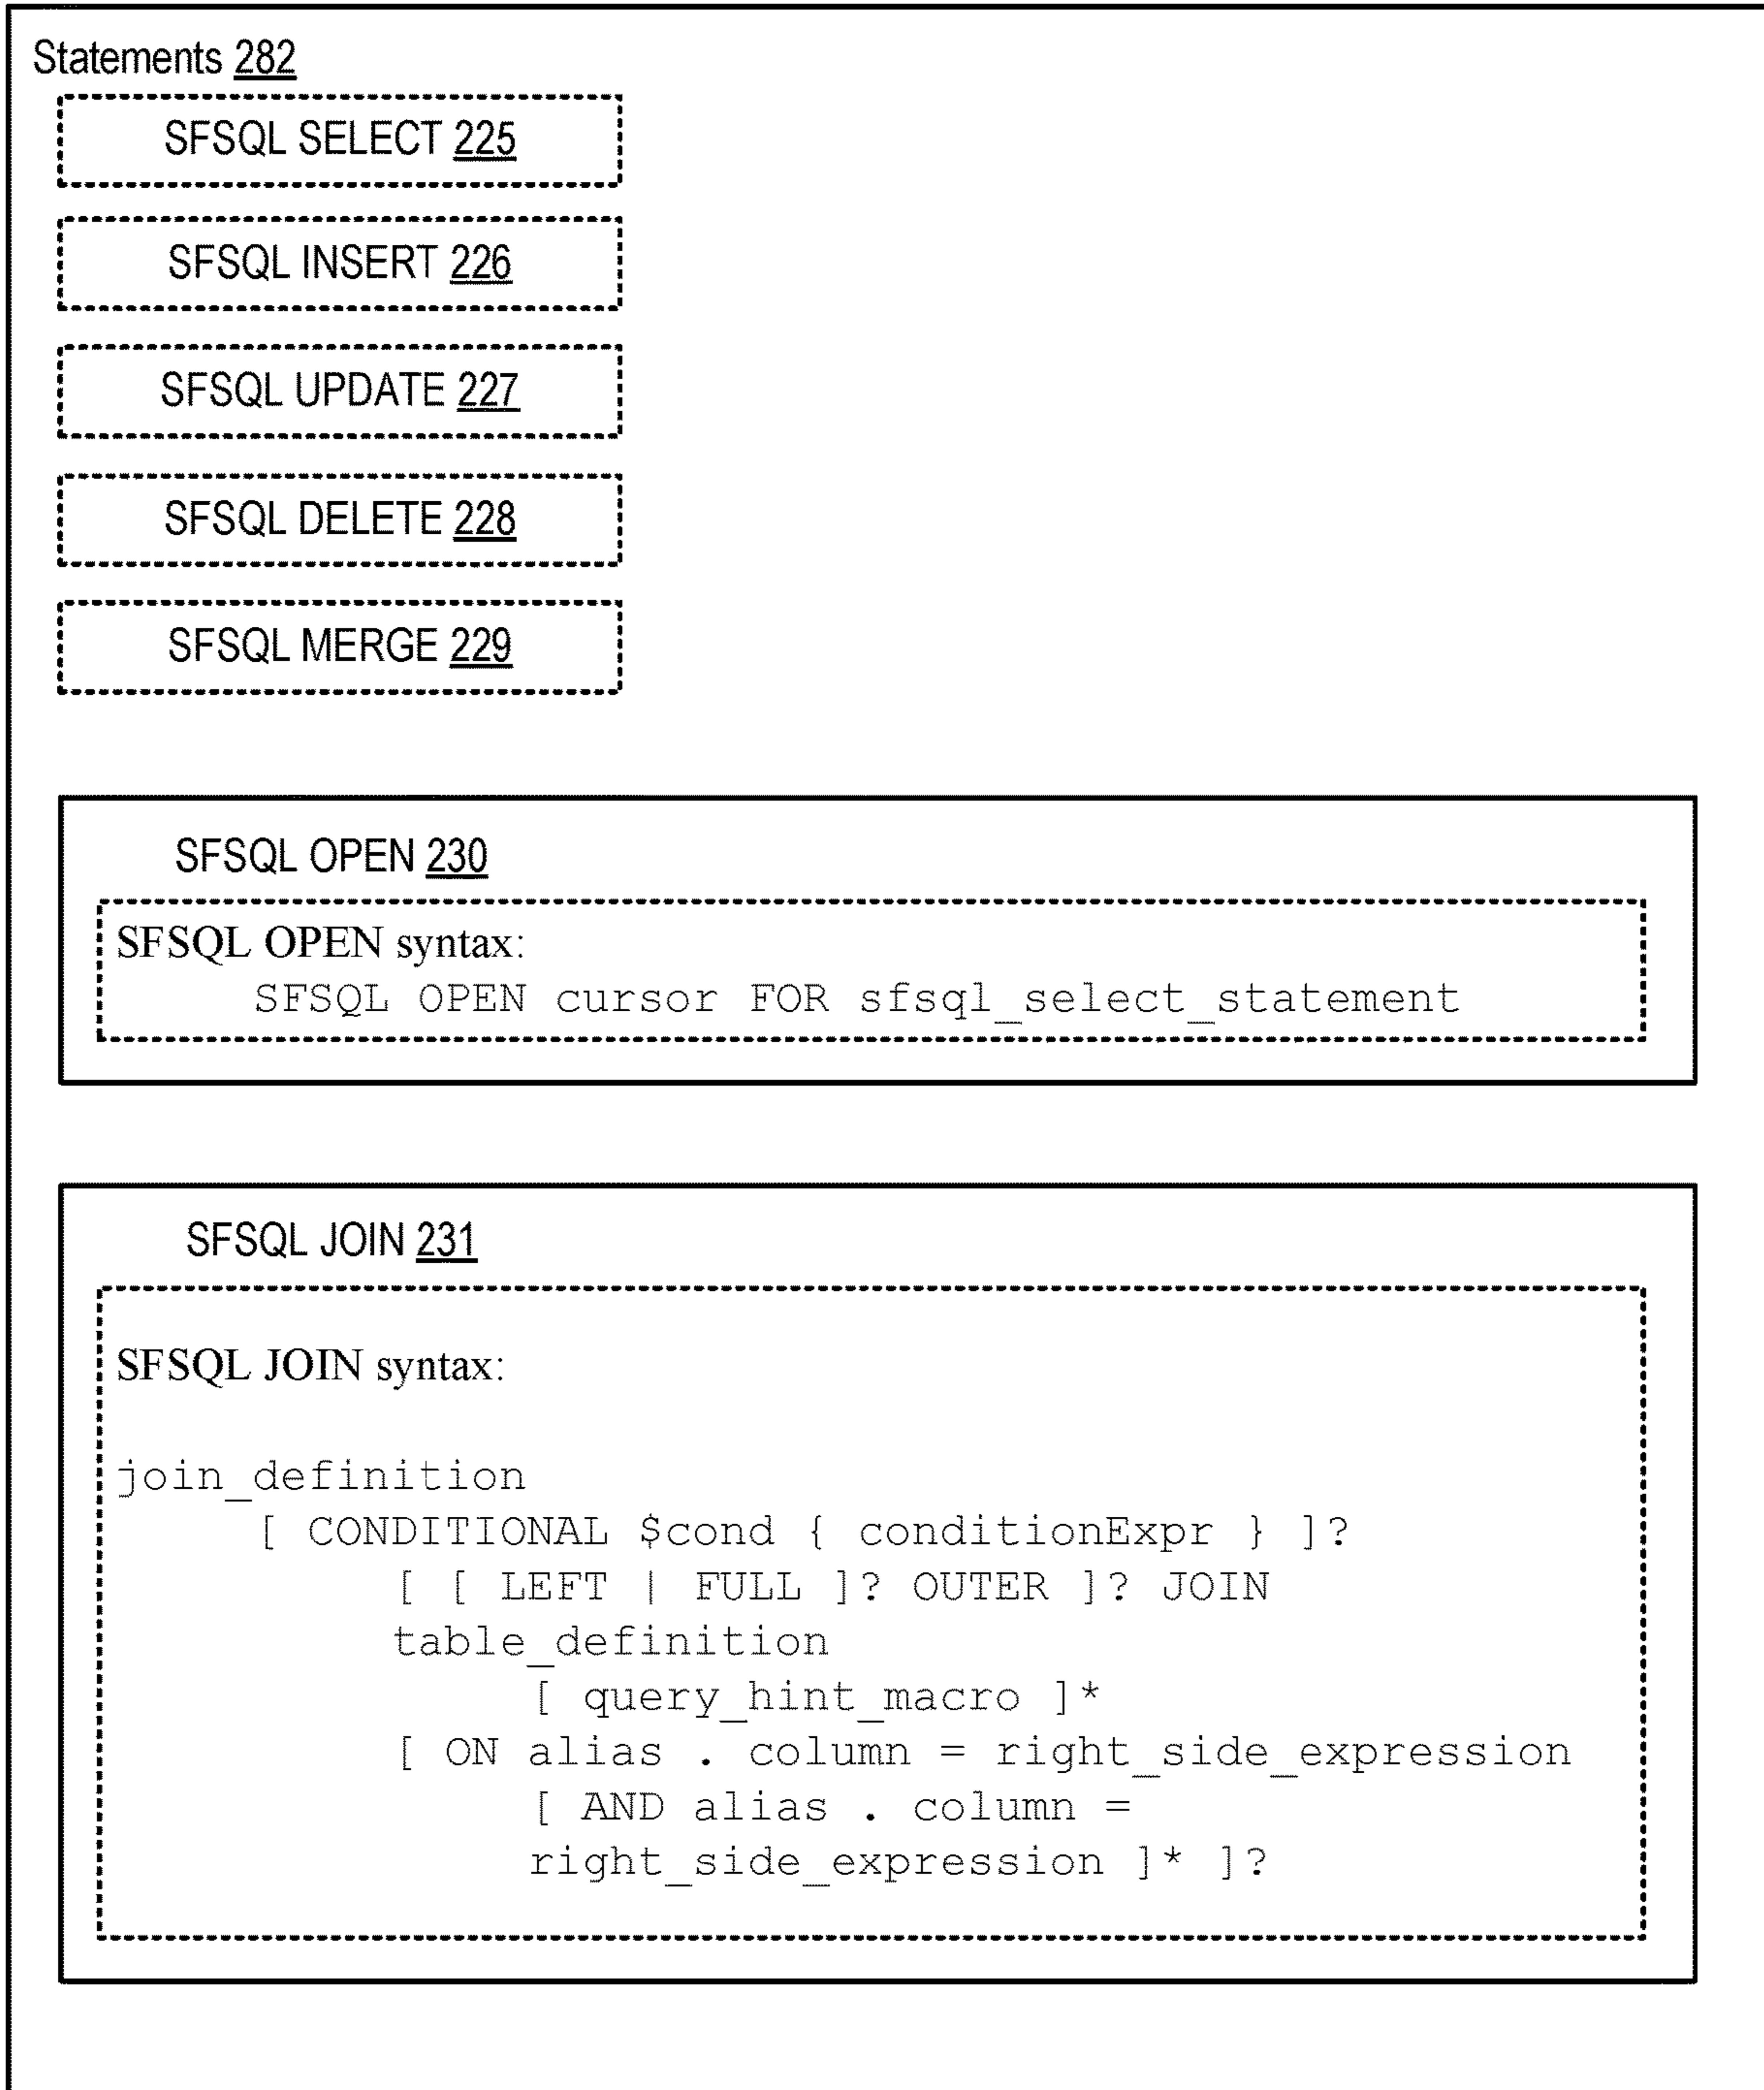 Statements 282
SFSQL SELECT 225
SFSQL INSERT 226
SFSQL UPDATE 227
SFSQL DELETE 228
SFSQL MERGE 229
SFSQL OPEN 230
SFSQL OPEN syntax:
SFSQL OPEN cursor FOR sfsql_select_statement
SFSQL JOIN 231
SFSQL JOIN syntax:
join_definition
[ CONDITIONAL $cond { conditionExpr } ]?
[ [ LEFT | FULL ]? OUTER ]? JOIN
table_definition
[ query_hint_macro ]*
[ ON alias . column = right_side_expression
[ AND alias . column =
right_side_expression ]* ]?